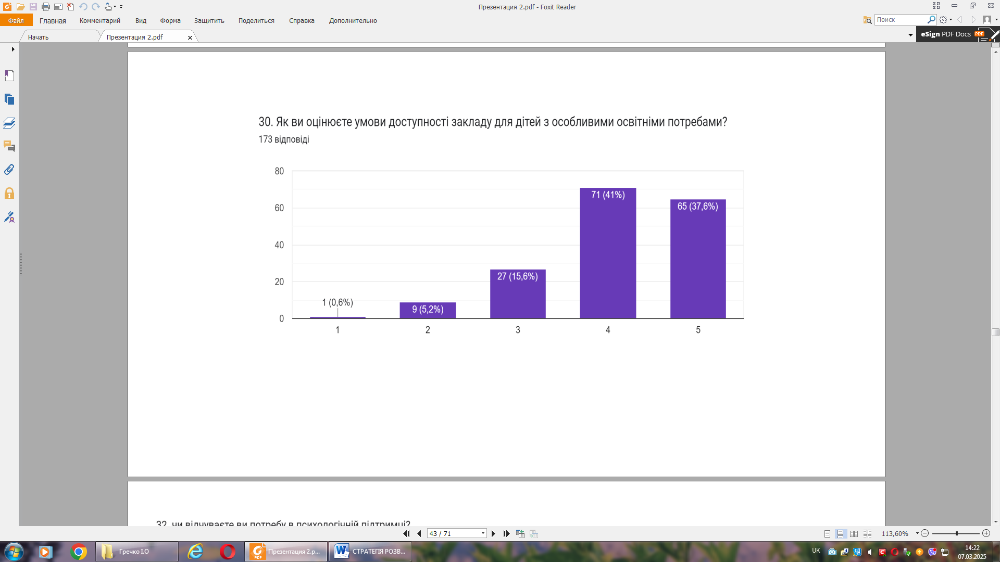 Презентация 2.pdf - Foxit Reader
Файл Главная Комментарий Вид Форма Защитить Поделиться Справка Дополнительно
Поиск
Начать
Презентация 2.pdf
eSign PDF Docs PDF
30. Як ви оцінюєте умови доступності закладу для дітей з особливими освітніми потребами?
173 відповіді
80
60
40
20
0
1 (0,6%)
9 (5,2%)
27 (15,6%)
71 (41%)
65 (37,6%)
1 2 3 4 5
32. чи відчуваєте ви потребу в психологічній підтримці?
43 / 71
113,60%
Гречко І.О
PDF
Презентация 2.p...
СТРАТЕГІЯ РОЗВ...
UK
14:22
07.03.2025